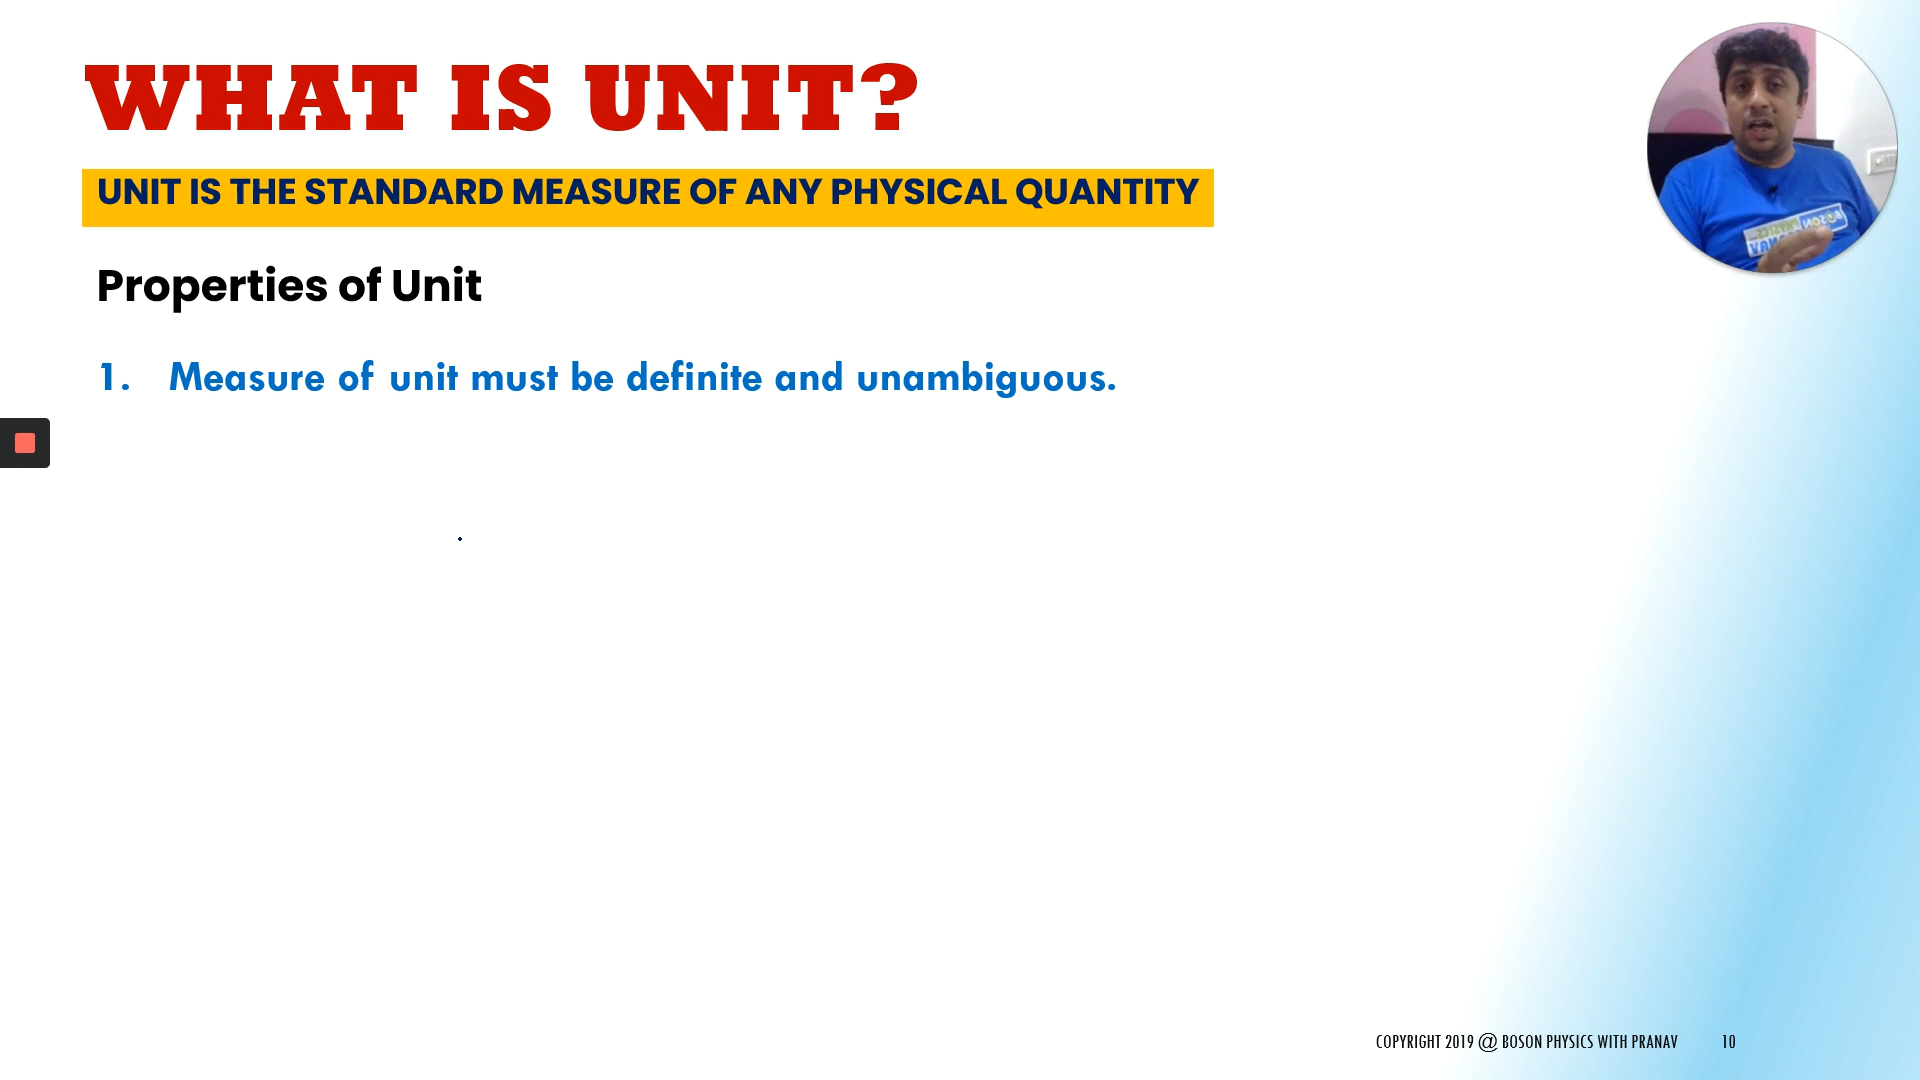 WHAT IS UNIT?
UNIT IS THE STANDARD MEASURE OF ANY PHYSICAL QUANTITY
Properties of Unit
1. Measure of unit must be definite and unambiguous.
COPYRIGHT 2019 @ BOSON PHYSICS WITH PRANAV 10